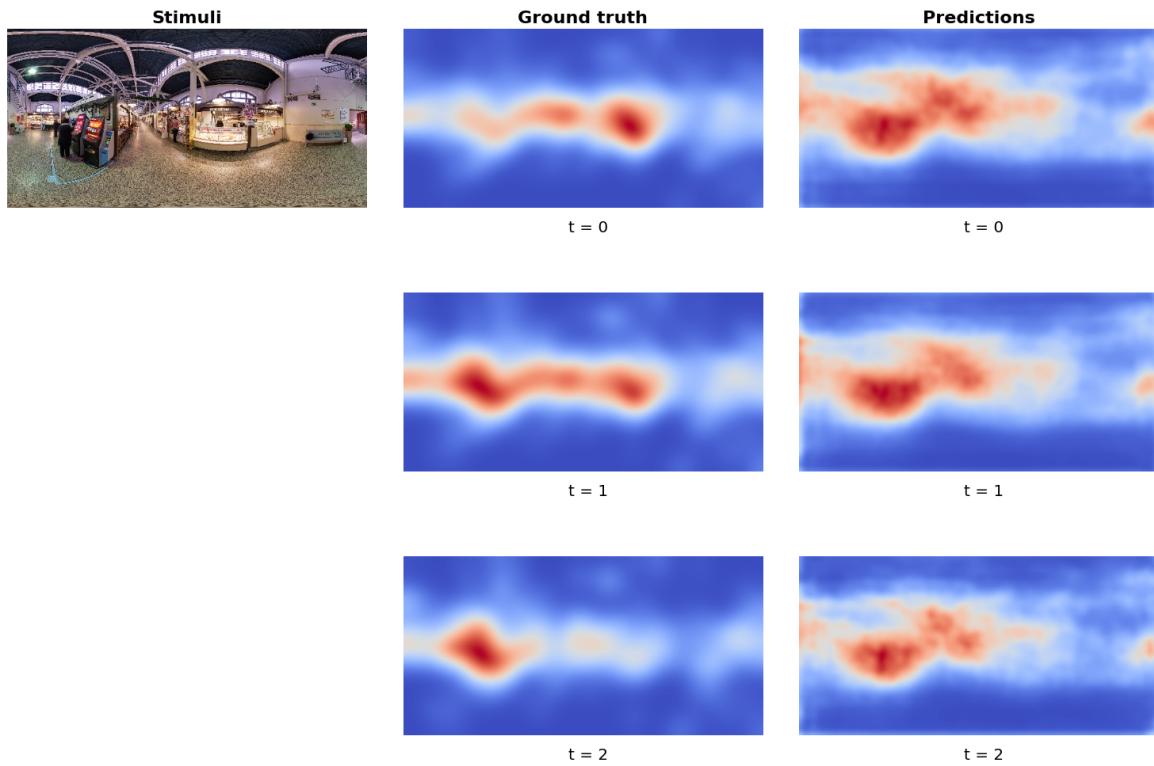 Stimuli Ground truth Predictions
t = 0 t = 0
t = 1 t = 1
t = 2 t = 2